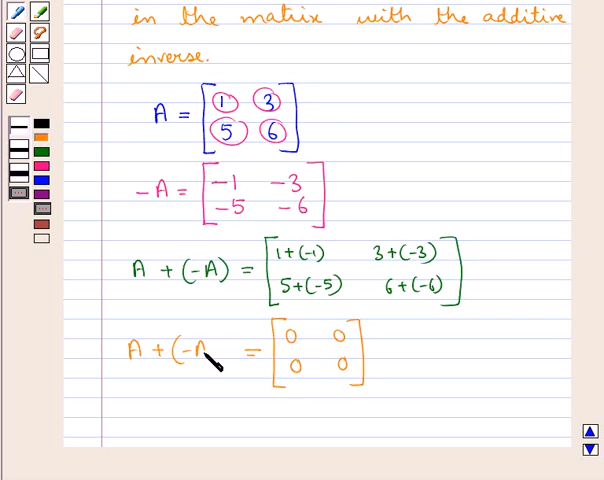 in the matrix with the additive
inverse.
A = [1 3
5 6]
-A = [-1 -3
-5 -6]
A + (-A) = [1+(-1) 3+(-3)
5+(-5) 6+(-6)]
A + (-A = [0 0
0 0]